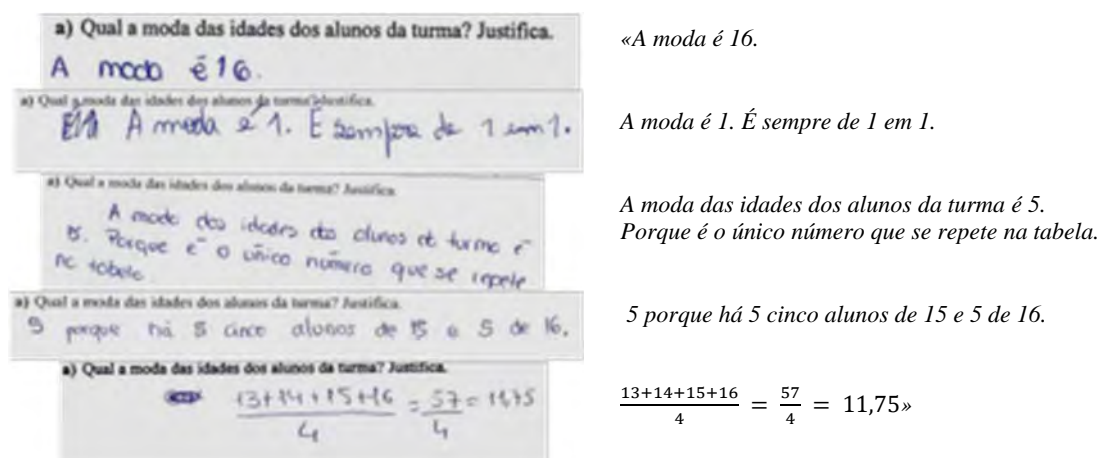 a) Qual a moda das idades dos alunos da turma? Justifica.
A moda é 16.
«A moda é 16.
a) Qual a moda das idades dos alunos da turma? Justifica.
A moda é 1. É sempre de 1 em 1.
A moda é 1. É sempre de 1 em 1.
a) Qual a moda das idades dos alunos da turma? Justifica.
A moda das idades dos alunos da turma é
5. Porque é o único número que se repete
na tabela.
A moda das idades dos alunos da turma é 5.
Porque é o único número que se repete na tabela.
a) Qual a moda das idades dos alunos da turma? Justifica.
5 porque há 5 cinco alunos de 15 e 5 de 16.
5 porque há 5 cinco alunos de 15 e 5 de 16.
a) Qual a moda das idades dos alunos da turma? Justifica.
13+14+15+16 / 4 = 57 / 4 = 11,75
13+14+15+16 / 4 = 57 / 4 = 11,75»